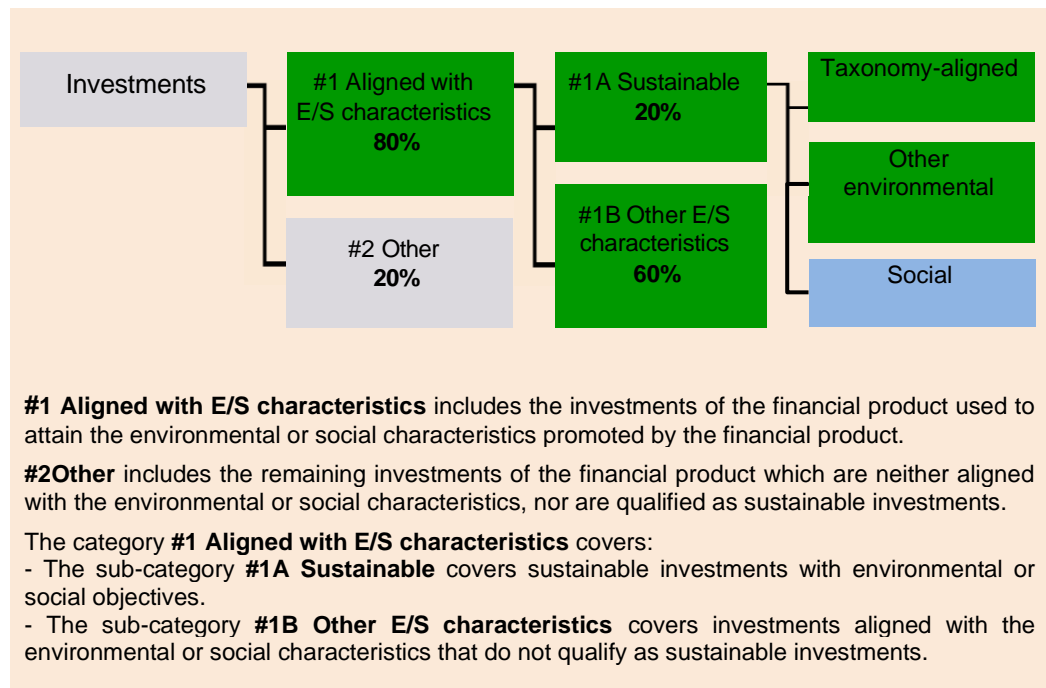 Investments
#1 Aligned with
E/S characteristics
80%
#2 Other
20%
#1A Sustainable
20%
#1B Other E/S
characteristics
60%
Taxonomy-aligned
Other
environmental
Social
#1 Aligned with E/S characteristics includes the investments of the financial product used to
attain the environmental or social characteristics promoted by the financial product.
#2Other includes the remaining investments of the financial product which are neither aligned
with the environmental or social characteristics, nor are qualified as sustainable investments.
The category #1 Aligned with E/S characteristics covers:
- The sub-category #1A Sustainable covers sustainable investments with environmental or
social objectives.
- The sub-category #1B Other E/S characteristics covers investments aligned with the
environmental or social characteristics that do not qualify as sustainable investments.